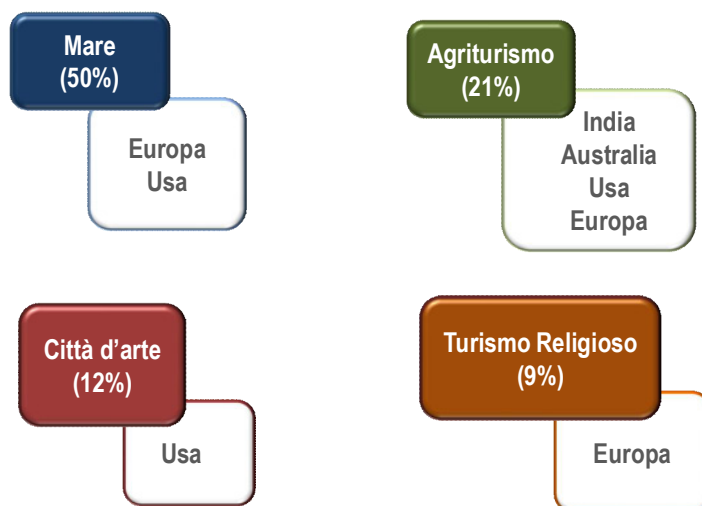 Mare
(50%)
Europa
Usa
Agriturismo
(21%)
India
Australia
Usa
Europa
Città d’arte
(12%)
Usa
Turismo Religioso
(9%)
Europa